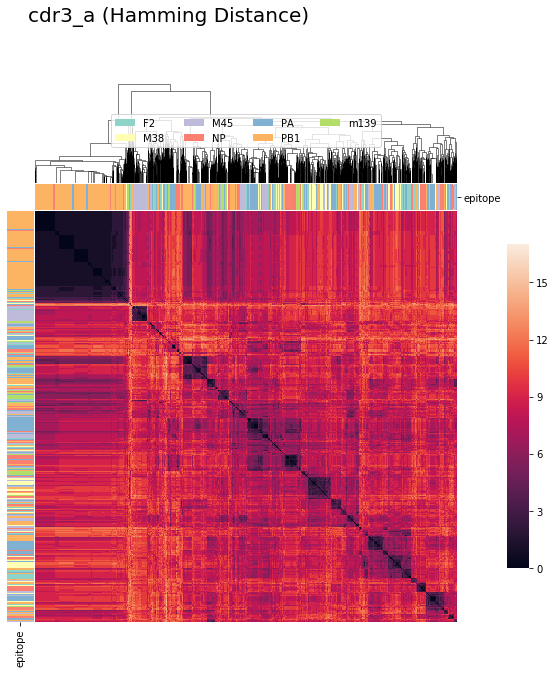 cdr3_a (Hamming Distance)
F2 M45 PA m139
M38 NP PB1
epitope
15
12
9
6
3
0
epitope